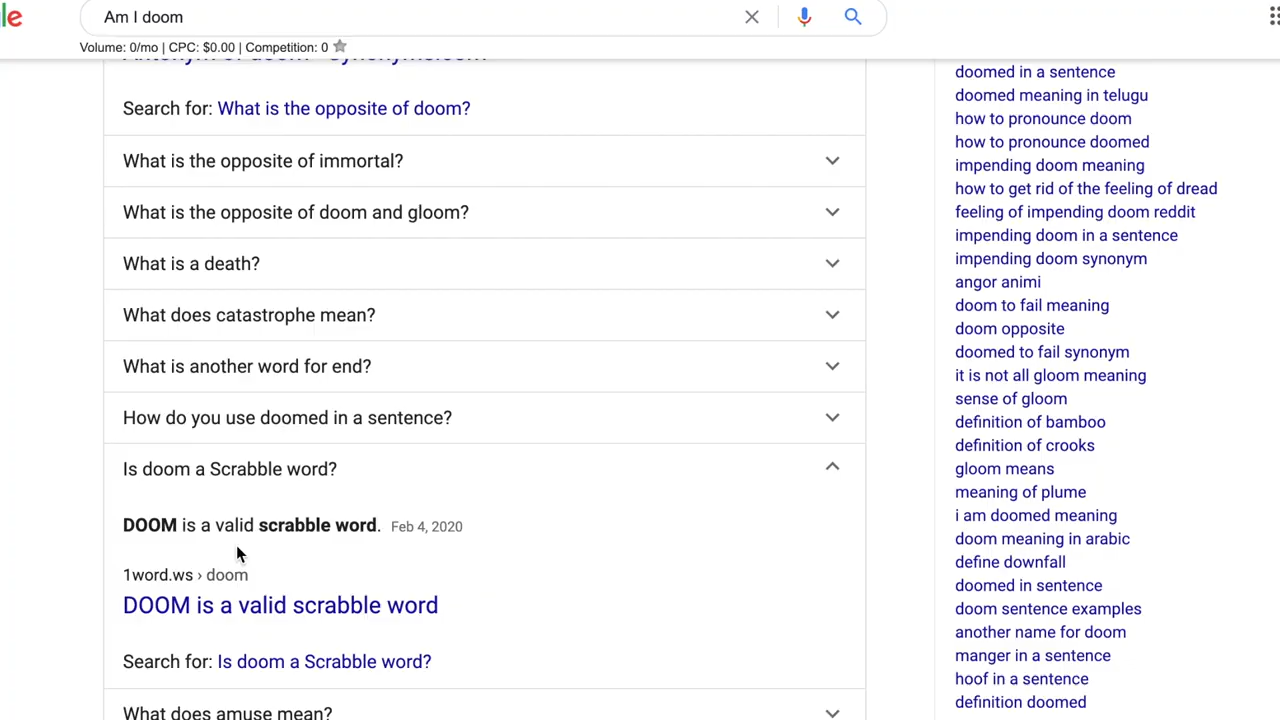 le
Am I doom
Volume: 0/mo | CPC: $0.00 | Competition: 0
Search for: What is the opposite of doom?
What is the opposite of immortal?
What is the opposite of doom and gloom?
What is a death?
What does catastrophe mean?
What is another word for end?
How do you use doomed in a sentence?
Is doom a Scrabble word?
DOOM is a valid scrabble word. Feb 4, 2020
1word.ws › doom
DOOM is a valid scrabble word
Search for: Is doom a Scrabble word?
What does amuse mean?
doomed in a sentence
doomed meaning in telugu
how to pronounce doom
how to pronounce doomed
impending doom meaning
how to get rid of the feeling of dread
feeling of impending doom reddit
impending doom in a sentence
impending doom synonym
angor animi
doom to fail meaning
doom opposite
doomed to fail synonym
it is not all gloom meaning
sense of gloom
definition of bamboo
definition of crooks
gloom means
meaning of plume
i am doomed meaning
doom meaning in arabic
define downfall
doomed in sentence
doom sentence examples
another name for doom
manger in a sentence
hoof in a sentence
definition doomed